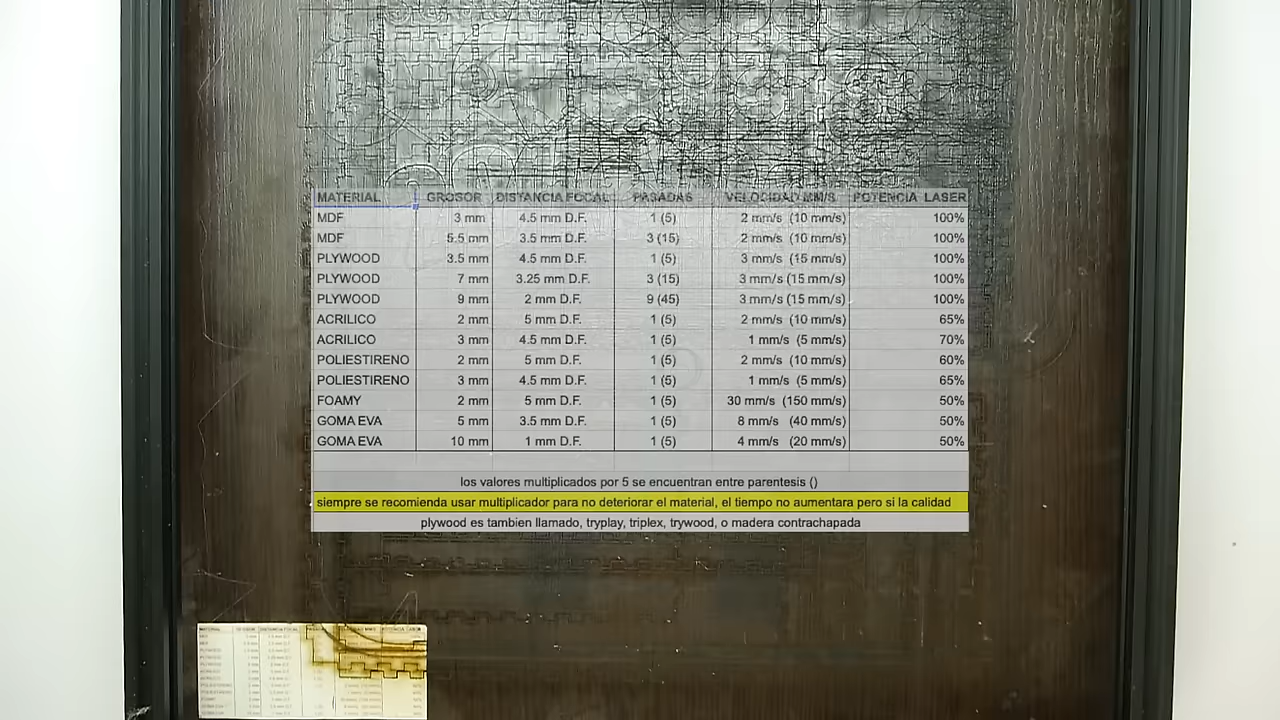 MATERIAL GROSOR DISTANCIA FOCAL PASADAS VELOCIDAD MM/S POTENCIA LASER
MDF 3 mm 4.5 mm D.F. 1 (5) 2 mm/s (10 mm/s) 100%
MDF 5.5 mm 3.5 mm D.F. 3 (15) 2 mm/s (10 mm/s) 100%
PLYWOOD 3.5 mm 4.5 mm D.F. 1 (5) 3 mm/s (15 mm/s) 100%
PLYWOOD 7 mm 3.25 mm D.F. 3 (15) 3 mm/s (15 mm/s) 100%
PLYWOOD 9 mm 2 mm D.F. 9 (45) 3 mm/s (15 mm/s) 100%
ACRILICO 2 mm 5 mm D.F. 1 (5) 2 mm/s (10 mm/s) 65%
ACRILICO 3 mm 4.5 mm D.F. 1 (5) 1 mm/s (5 mm/s) 70%
POLIESTIRENO 2 mm 5 mm D.F. 1 (5) 2 mm/s (10 mm/s) 60%
POLIESTIRENO 3 mm 4.5 mm D.F. 1 (5) 1 mm/s (5 mm/s) 65%
FOAMY 2 mm 5 mm D.F. 1 (5) 30 mm/s (150 mm/s) 50%
GOMA EVA 5 mm 3.5 mm D.F. 1 (5) 8 mm/s (40 mm/s) 50%
GOMA EVA 10 mm 1 mm D.F. 1 (5) 4 mm/s (20 mm/s) 50%
los valores multiplicados por 5 se encuentran entre parentesis ()
siempre se recomienda usar multiplicador para no deteriorar el material, el tiempo no aumentara pero si la calidad
plywood es tambien llamado, tryplay, triplex, trywood, o madera contrachapada